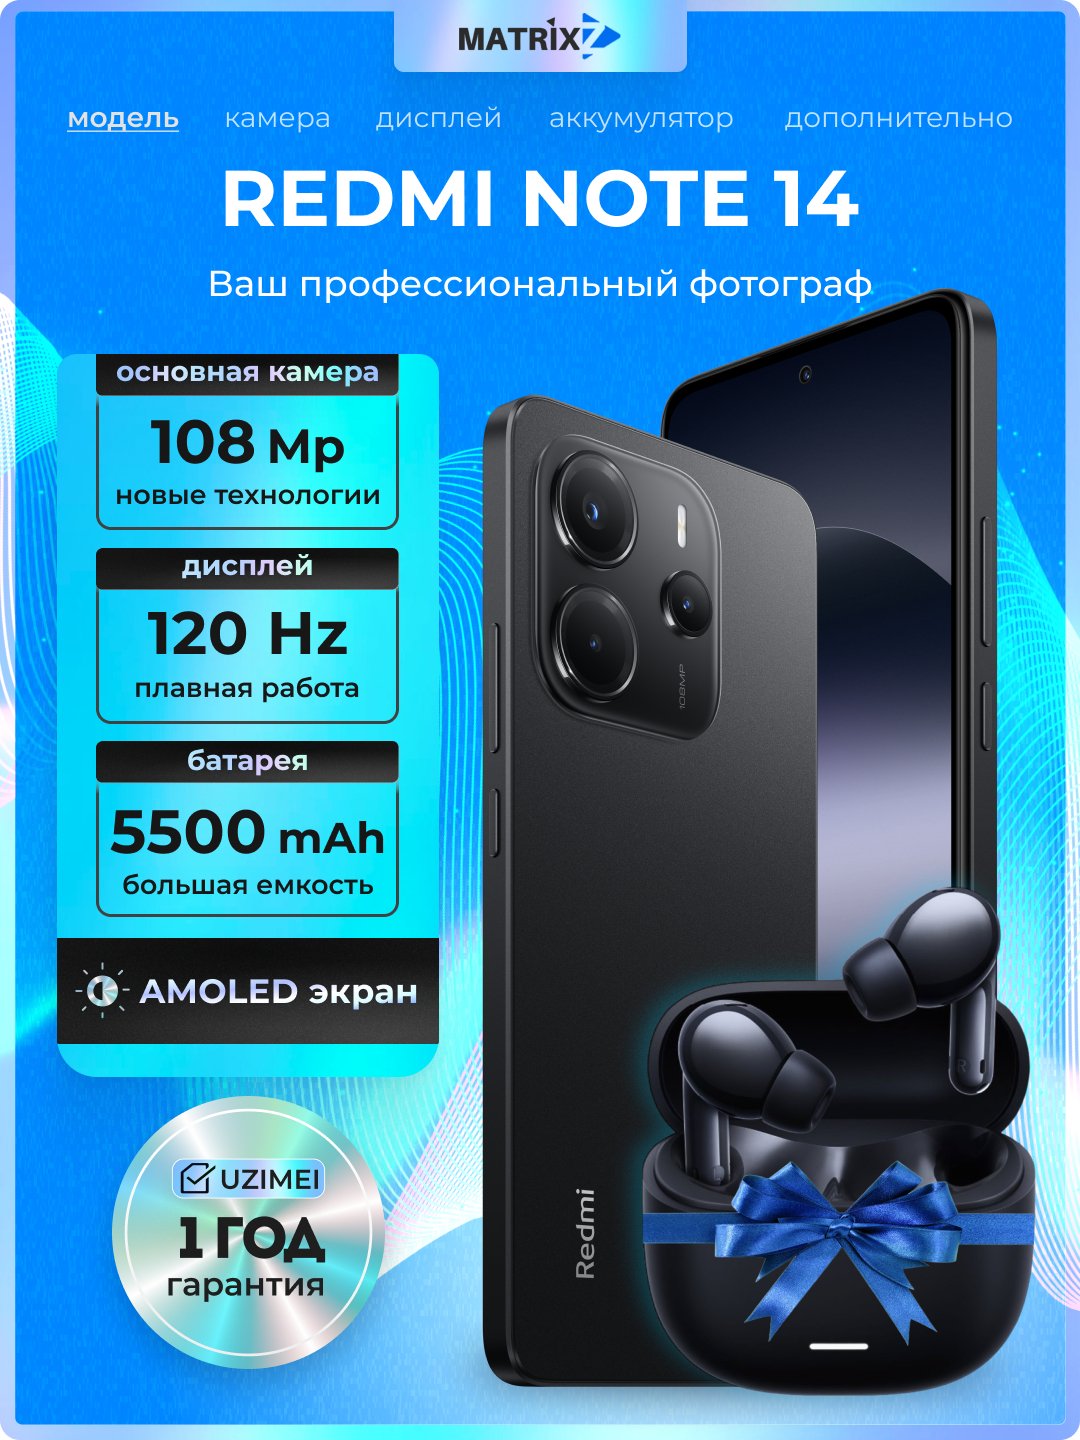 MATRIX7
модель камера дисплей аккумулятор дополнительно
REDMI NOTE 14
Ваш профессиональный фотограф
основная камера
108 Mp
новые технологии
дисплей
120 Hz
плавная работа
батарея
5500 mAh
большая емкость
AMOLED экран
108MP
Redmi
R
UZIMEI
1 ГОД
гарантия